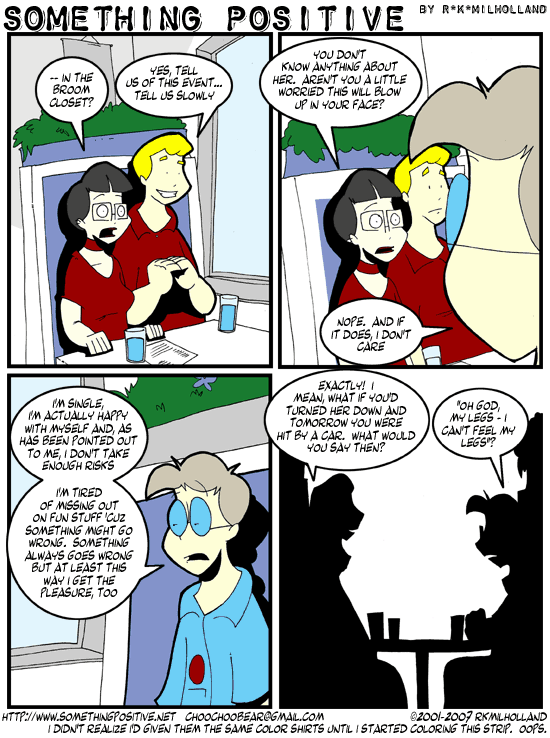 SOMETHING POSITIVE BY R*K*MILHOLLAND
-- IN THE
BROOM
CLOSET?
YES, TELL
US OF THIS EVENT...
TELL US SLOWLY
YOU DON'T
KNOW ANYTHING ABOUT
HER. AREN'T YOU A LITTLE
WORRIED THIS WILL BLOW
UP IN YOUR FACE?
NOPE. AND IF
IT DOES, I DON'T
CARE
I'M SINGLE,
I'M ACTUALLY HAPPY
WITH MYSELF AND, AS
HAS BEEN POINTED OUT
TO ME, I DON'T TAKE
ENOUGH RISKS
I'M TIRED
OF MISSING OUT
ON FUN STUFF 'CUZ
SOMETHING MIGHT GO
WRONG. SOMETHING
ALWAYS GOES WRONG
BUT AT LEAST THIS
WAY I GET THE
PLEASURE, TOO
EXACTLY! I
MEAN, WHAT IF YOU'D
TURNED HER DOWN AND
TOMORROW YOU WERE
HIT BY A CAR. WHAT WOULD
YOU SAY THEN?
"OH GOD,
MY LEGS - I
CAN'T FEEL MY
LEGS"?
HTTP://WWW.SOMETHINGPOSITIVE.NET CHOOCHOOBEAR@GMAIL.COM ©2001-2007 RKMILHOLLAND
I DIDN'T REALIZE I'D GIVEN THEM THE SAME COLOR SHIRTS UNTIL I STARTED COLORING THIS STRIP. OOPS.